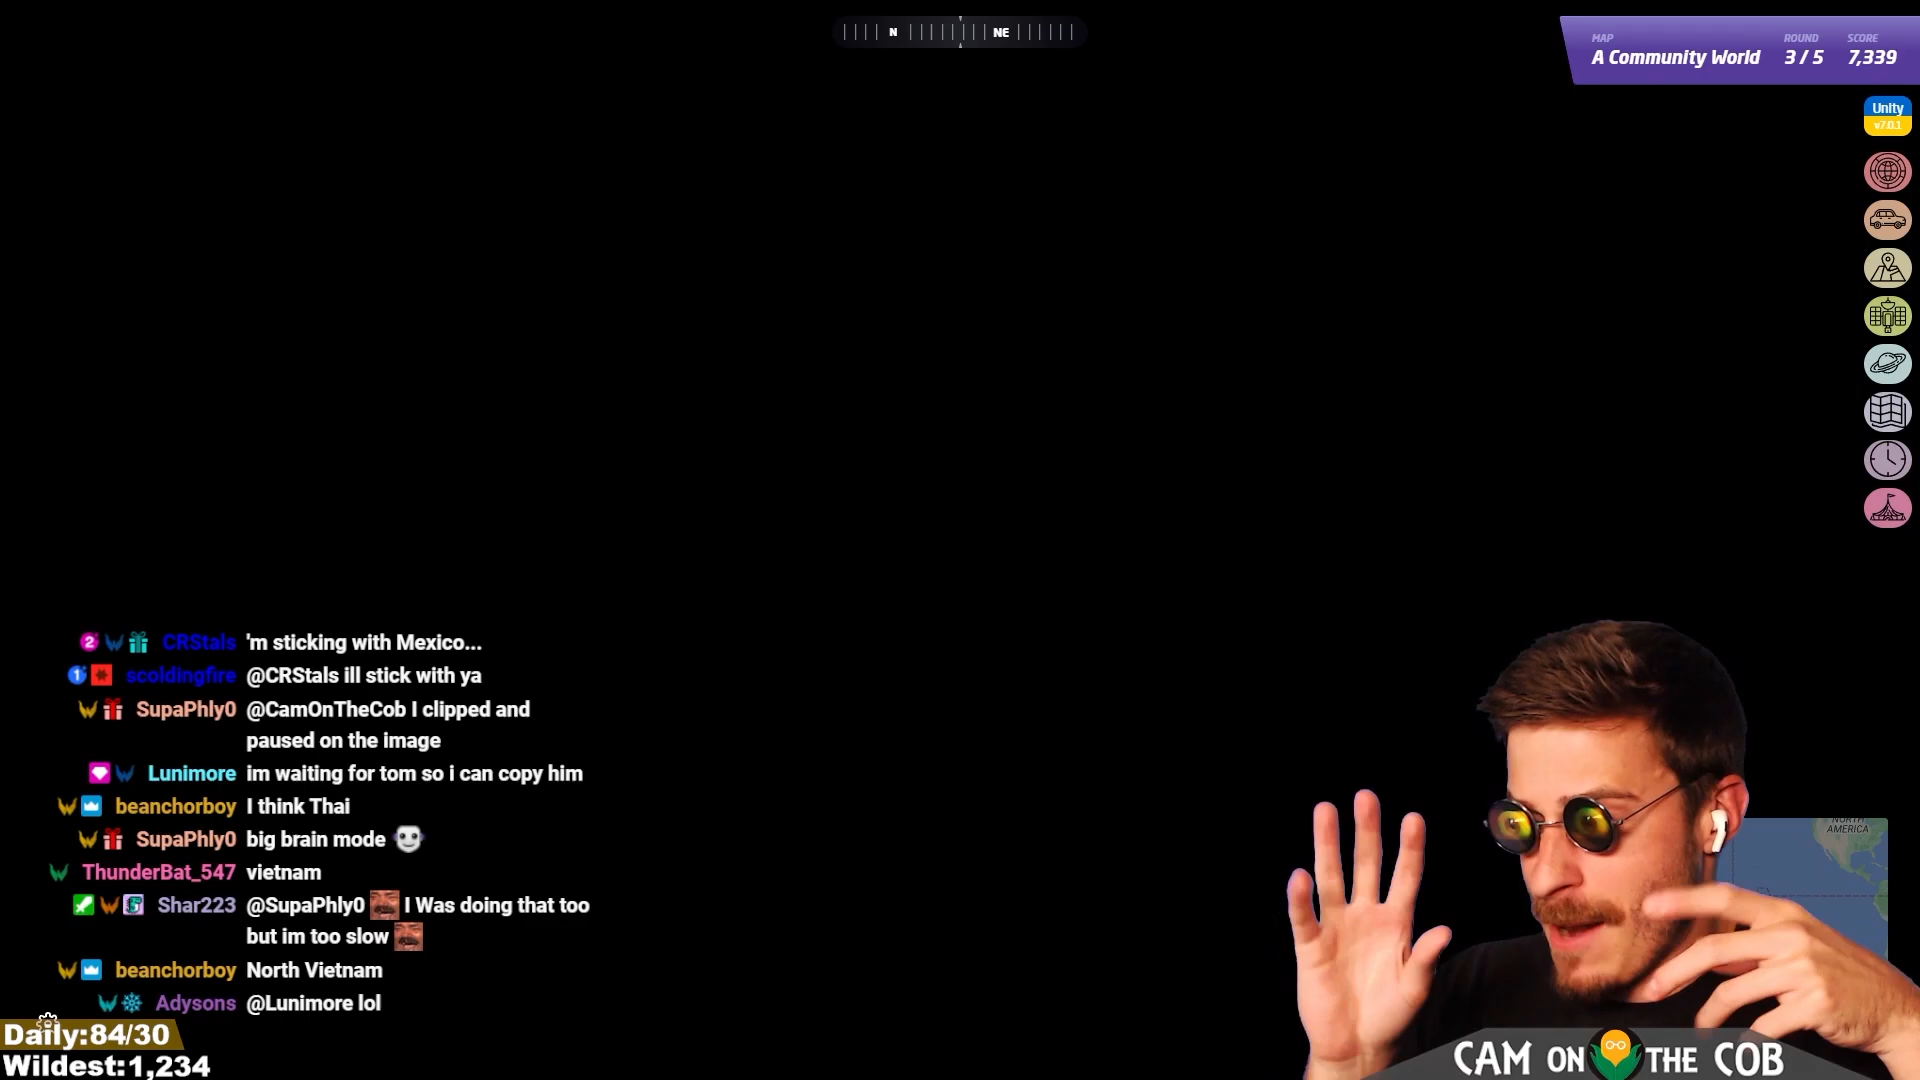 N NE
MAP ROUND SCORE
A Community World 3 / 5 7,339
Unity
v7.0.1
CRStals 'm sticking with Mexico...
scoldingfire @CRStals ill stick with ya
SupaPhly0 @CamOnTheCob I clipped and
paused on the image
Lunimore im waiting for tom so i can copy him
beanchorboy I think Thai
SupaPhly0 big brain mode
ThunderBat_547 vietnam
Shar223 @SupaPhly0 I Was doing that too
but im too slow
beanchorboy North Vietnam
Adysons @Lunimore lol
NORTH
AMERICA
Daily:84/30
Wildest:1,234
CAM ON THE COB